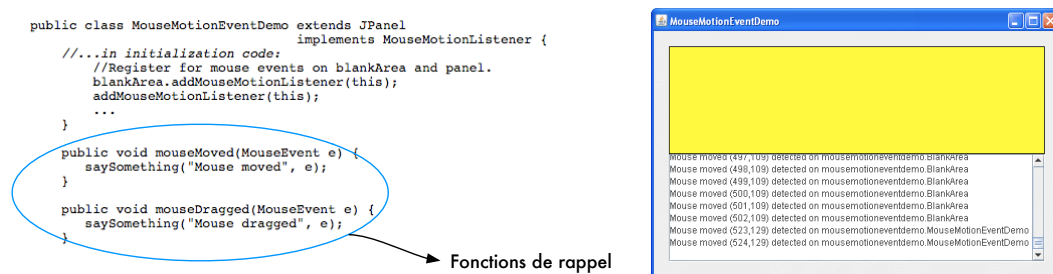 public class MouseMotionEventDemo extends JPanel
implements MouseMotionListener {
//...in initialization code:
//Register for mouse events on blankArea and panel.
blankArea.addMouseMotionListener(this);
addMouseMotionListener(this);
...
}
public void mouseMoved(MouseEvent e) {
saySomething("Mouse moved", e);
}
public void mouseDragged(MouseEvent e) {
saySomething("Mouse dragged", e);
}
Fonctions de rappel
MouseMotionEventDemo
Mouse moved (497,109) detected on mousemotioneventdemo.BlankArea
Mouse moved (498,109) detected on mousemotioneventdemo.BlankArea
Mouse moved (499,109) detected on mousemotioneventdemo.BlankArea
Mouse moved (500,109) detected on mousemotioneventdemo.BlankArea
Mouse moved (501,109) detected on mousemotioneventdemo.BlankArea
Mouse moved (502,109) detected on mousemotioneventdemo.BlankArea
Mouse moved (523,129) detected on mousemotioneventdemo.MouseMotionEventDemo
Mouse moved (524,129) detected on mousemotioneventdemo.MouseMotionEventDemo